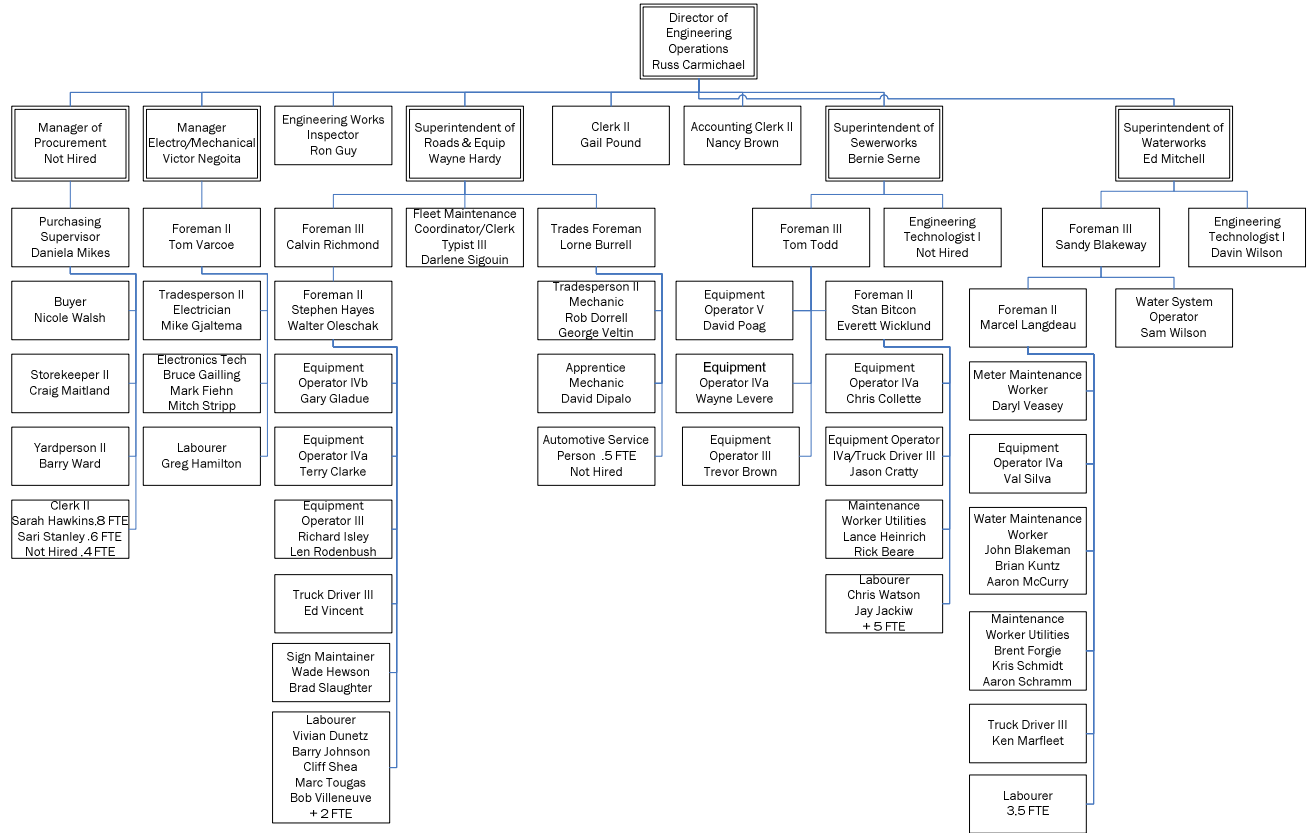 Director of
Engineering
Operations
Russ Carmichael
Manager of
Procurement
Not Hired
Manager
Electro/Mechanical
Victor Negoita
Engineering Works
Inspector
Ron Guy
Superintendent of
Roads & Equip
Wayne Hardy
Clerk II
Gail Pound
Accounting Clerk II
Nancy Brown
Superintendent of
Sewerworks
Bernie Serne
Superintendent of
Waterworks
Ed Mitchell
Purchasing
Supervisor
Daniela Mikes
Foreman II
Tom Varcoe
Foreman III
Calvin Richmond
Fleet Maintenance
Coordinator/Clerk
Typist III
Darlene Sigouin
Trades Foreman
Lorne Burrell
Foreman III
Tom Todd
Engineering
Technologist I
Not Hired
Foreman III
Sandy Blakeway
Engineering
Technologist I
Davin Wilson
Buyer
Nicole Walsh
Tradesperson II
Electrician
Mike Gjaltema
Foreman II
Stephen Hayes
Walter Oleschak
Tradesperson II
Mechanic
Rob Dorrell
George Veltin
Equipment
Operator V
David Poag
Foreman II
Stan Bitcon
Everett Wicklund
Foreman II
Marcel Langdeau
Water System
Operator
Sam Wilson
Storekeeper II
Craig Maitland
Electronics Tech
Bruce Gailling
Mark Fiehn
Mitch Stripp
Equipment
Operator IVb
Gary Gladue
Apprentice
Mechanic
David Dipalo
Equipment
Operator IVa
Wayne Levere
Equipment
Operator IVa
Chris Collette
Meter Maintenance
Worker
Daryl Veasey
Yardperson II
Barry Ward
Labourer
Greg Hamilton
Equipment
Operator IVa
Terry Clarke
Automotive Service
Person .5 FTE
Not Hired
Equipment
Operator III
Trevor Brown
Equipment Operator
IVa/Truck Driver III
Jason Cratty
Equipment
Operator IVa
Val Silva
Clerk II
Sarah Hawkins.8 FTE
Sari Stanley .6 FTE
Not Hired .4 FTE
Equipment
Operator III
Richard Isley
Len Rodenbush
Maintenance
Worker Utilities
Lance Heinrich
Rick Beare
Water Maintenance
Worker
John Blakeman
Brian Kuntz
Aaron McCurry
Truck Driver III
Ed Vincent
Labourer
Chris Watson
Jay Jackiw
+ 5 FTE
Maintenance
Worker Utilities
Brent Forgie
Kris Schmidt
Aaron Schramm
Sign Maintainer
Wade Hewson
Brad Slaughter
Truck Driver III
Ken Marfleet
Labourer
Vivian Dunetz
Barry Johnson
Cliff Shea
Marc Tougas
Bob Villeneuve
+ 2 FTE
Labourer
3.5 FTE